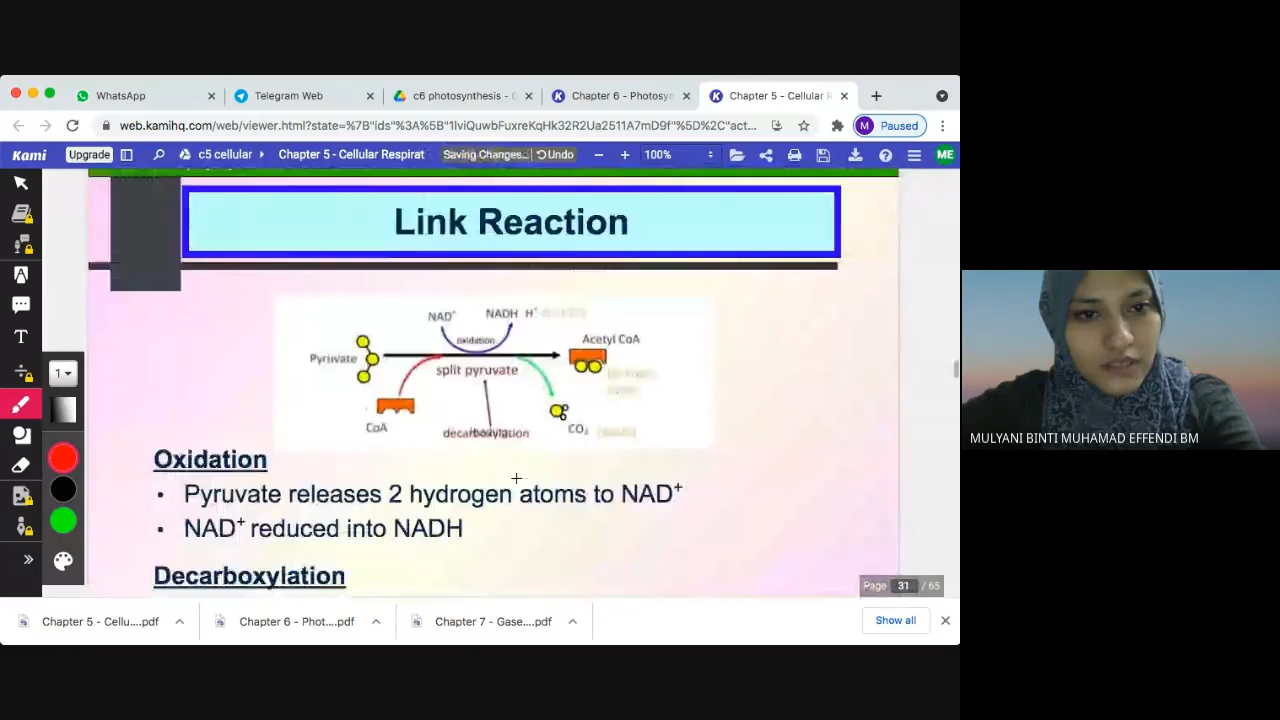 WhatsApp
Telegram Web
c6 photosynthesis -
Chapter 6 - Photosyn
Chapter 5 - Cellular R
web.kamihq.com/web/viewer.html?state=%7B"ids"%3A%5B"1lviQuwbFuxreKqHk32R2Ua2511A7mD9f"%5D%2C"act...
M Paused
Kami
Upgrade
c5 cellular
Chapter 5 - Cellular Respirat
Saving Changes...
Undo
100%
ME
Link Reaction
NAD+ NADH H+
oxidation
Acetyl CoA
Pyruvate
split pyruvate
CoA
decarboxylation
CO₂
Oxidation
• Pyruvate releases 2 hydrogen atoms to NAD+
• NAD+ reduced into NADH
Decarboxylation
T
1
Page 31 / 65
Chapter 5 - Cellu....pdf
Chapter 6 - Phot....pdf
Chapter 7 - Gase....pdf
Show all
MULYANI BINTI MUHAMAD EFFENDI BM